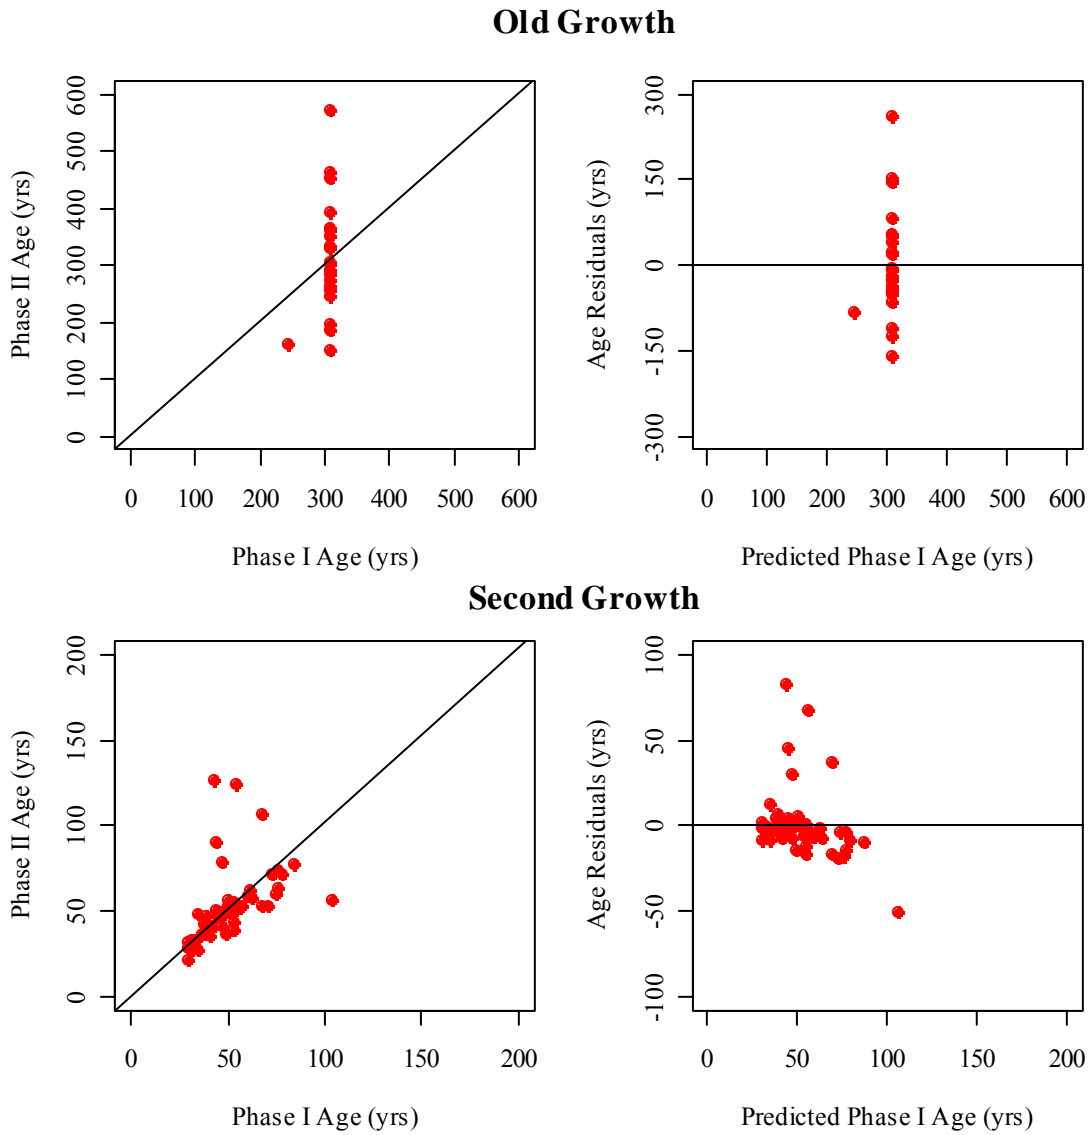 Old Growth
Phase II Age (yrs)
0 100 200 300 400 500 600
0 100 200 300 400 500 600
Phase I Age (yrs)
Age Residuals (yrs)
-300 -150 0 150 300
0 100 200 300 400 500 600
Predicted Phase I Age (yrs)
Second Growth
Phase II Age (yrs)
0 50 100 150 200
0 50 100 150 200
Phase I Age (yrs)
Age Residuals (yrs)
-100 -50 0 50 100
0 50 100 150 200
Predicted Phase I Age (yrs)